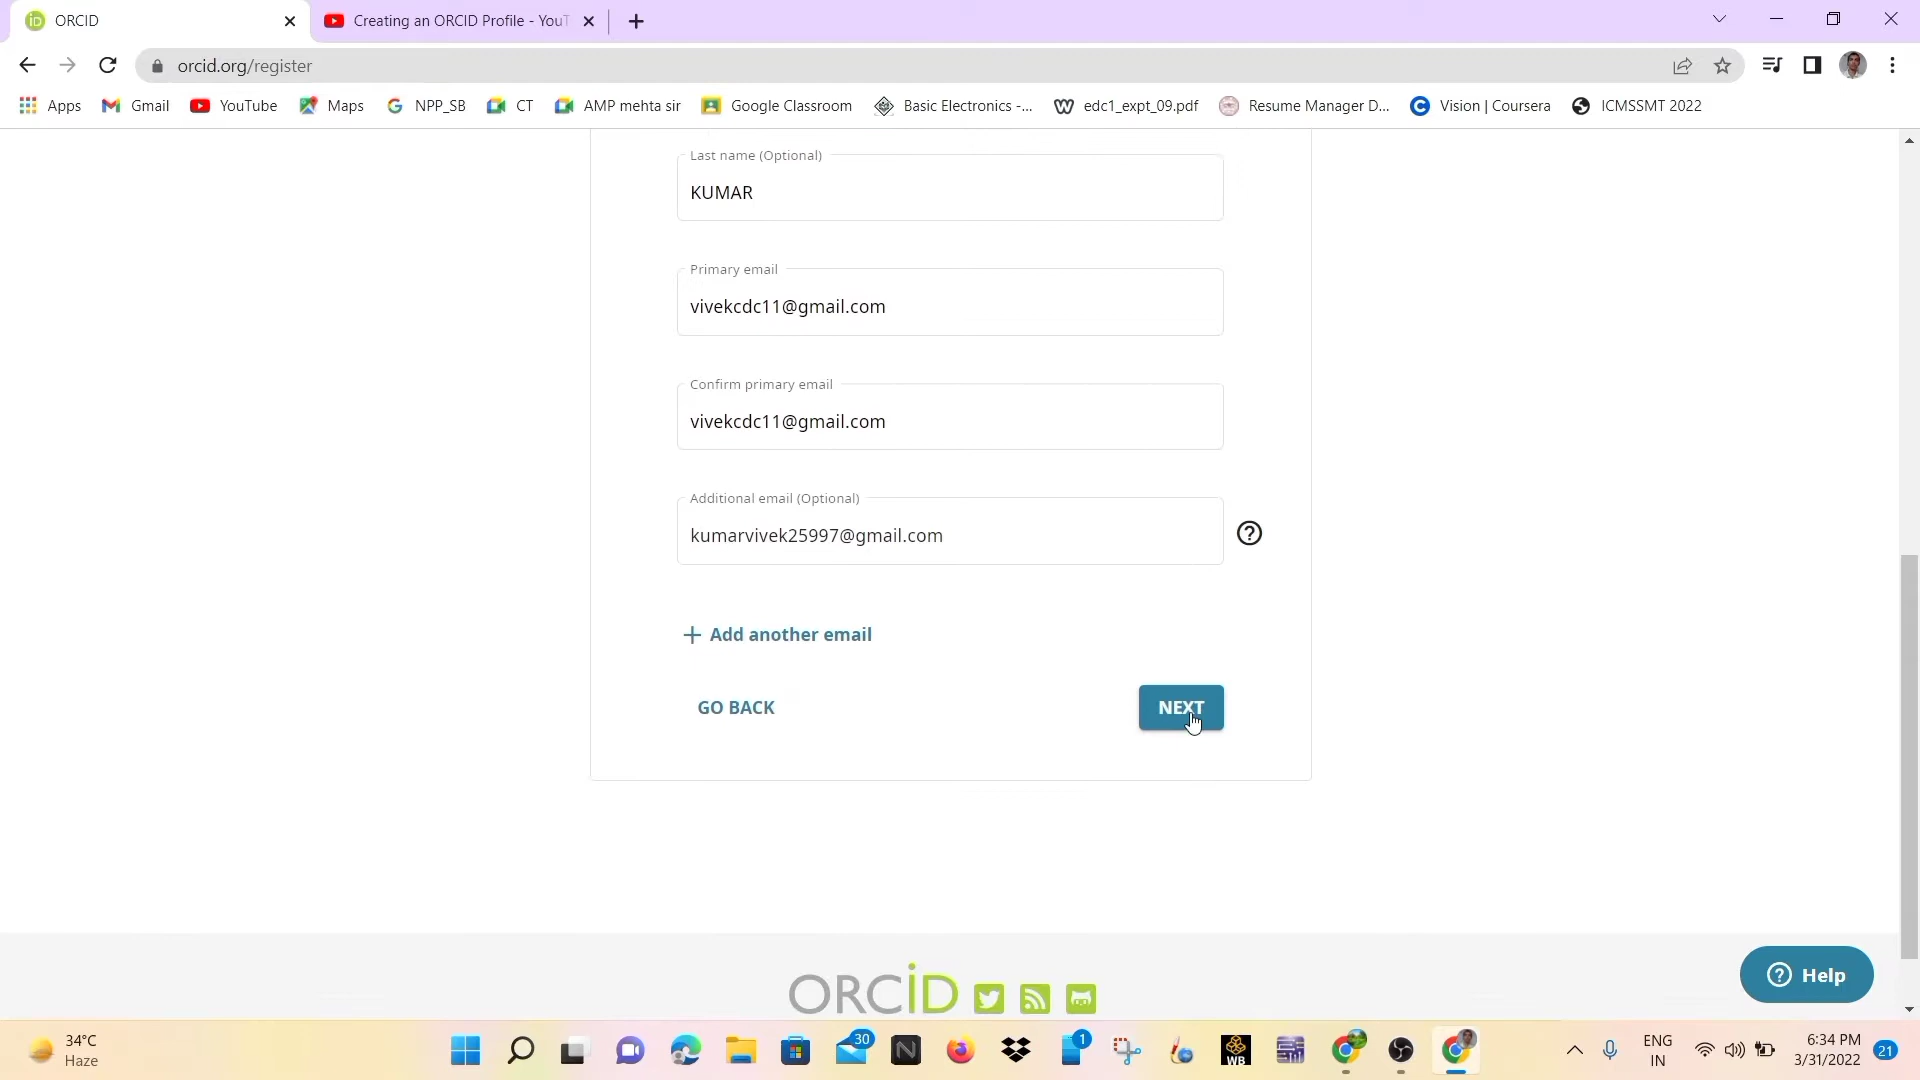 ORCID
Creating an ORCID Profile - YouT
orcid.org/register
Apps
Gmail
YouTube
Maps
NPP_SB
CT
AMP mehta sir
Google Classroom
Basic Electronics -...
edc1_expt_09.pdf
Resume Manager D...
Vision | Coursera
ICMSSMT 2022
Last name (Optional)
KUMAR
Primary email
vivekcdc11@gmail.com
Confirm primary email
vivekcdc11@gmail.com
Additional email (Optional)
kumarvivek25997@gmail.com
+ Add another email
GO BACK
NEXT
ORCiD
Help
34°C
Haze
30
1
WB
ENG
IN
6:34 PM
3/31/2022
21